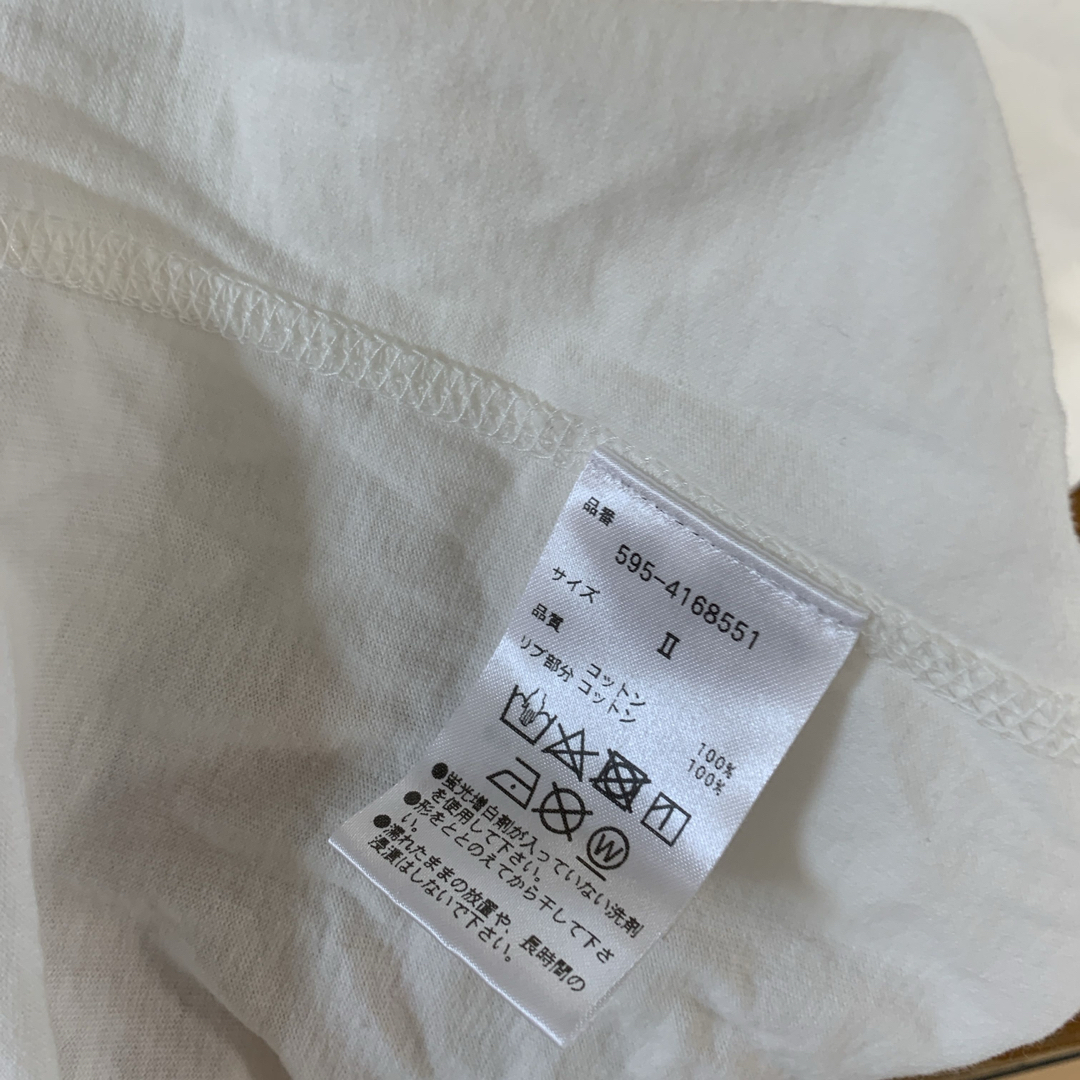 品番
595-4168551
サイズ
Ⅱ
品質
コットン 100%
リブ部分 コットン 100%
W
●蛍光増白剤が入っていない洗剤
を使用して下さい。
●形をととのえてから干して下さ
い。
●濡れたままの放置や、長時間の
浸漬はしないで下さい。